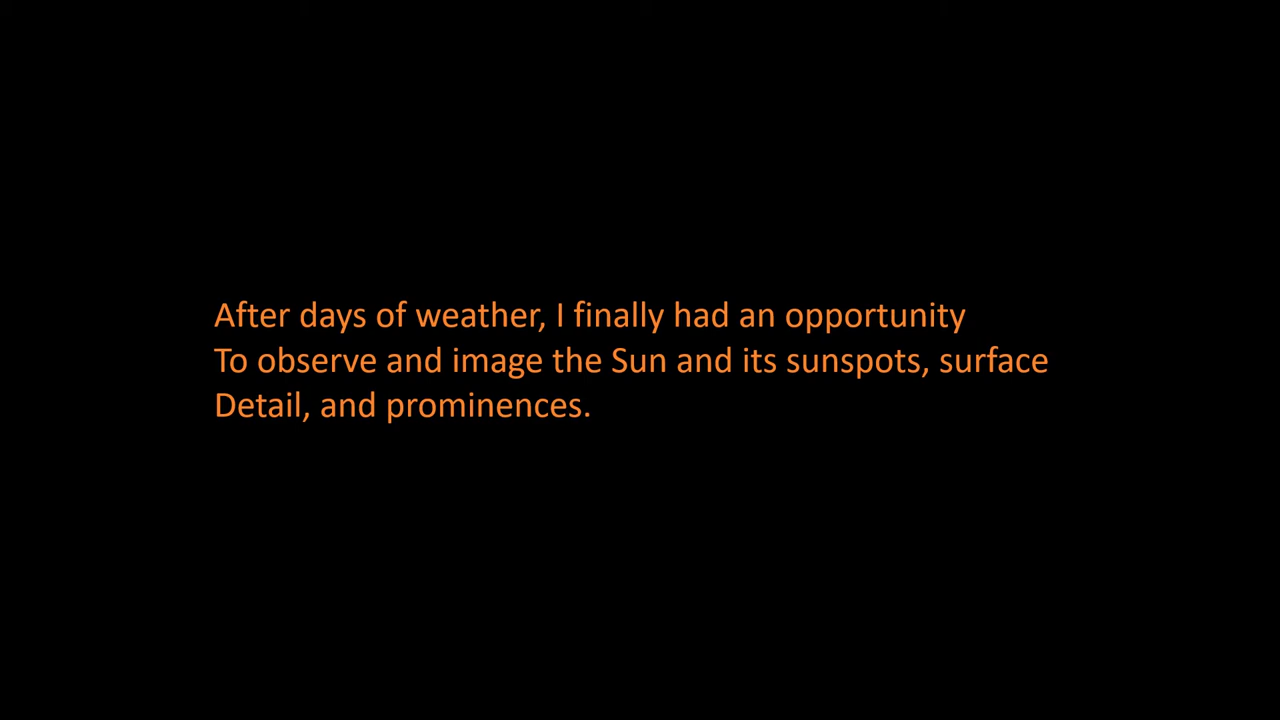 After days of weather, I finally had an opportunity
To observe and image the Sun and its sunspots, surface
Detail, and prominences.